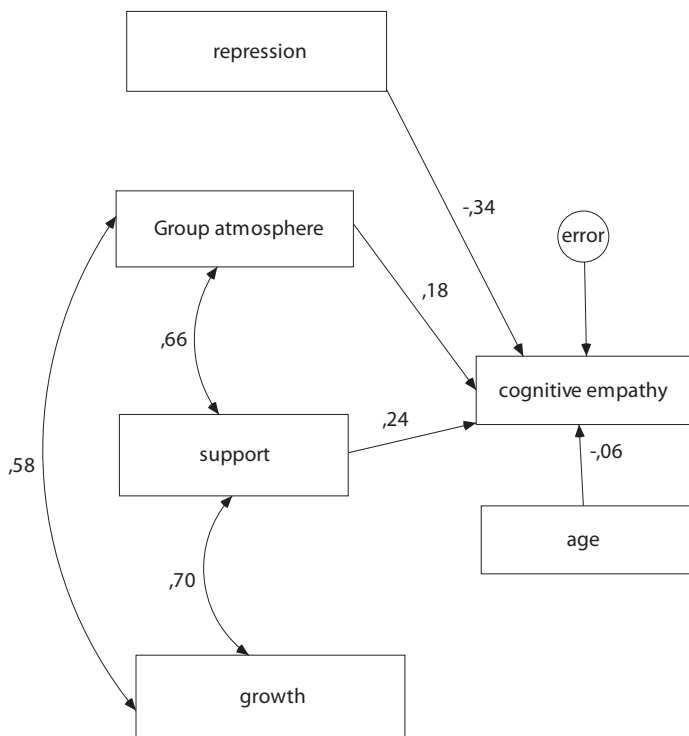 repression
-,34
Group atmosphere
error
,18
,66
cognitive empathy
,24
support
-,06
,58
age
,70
growth